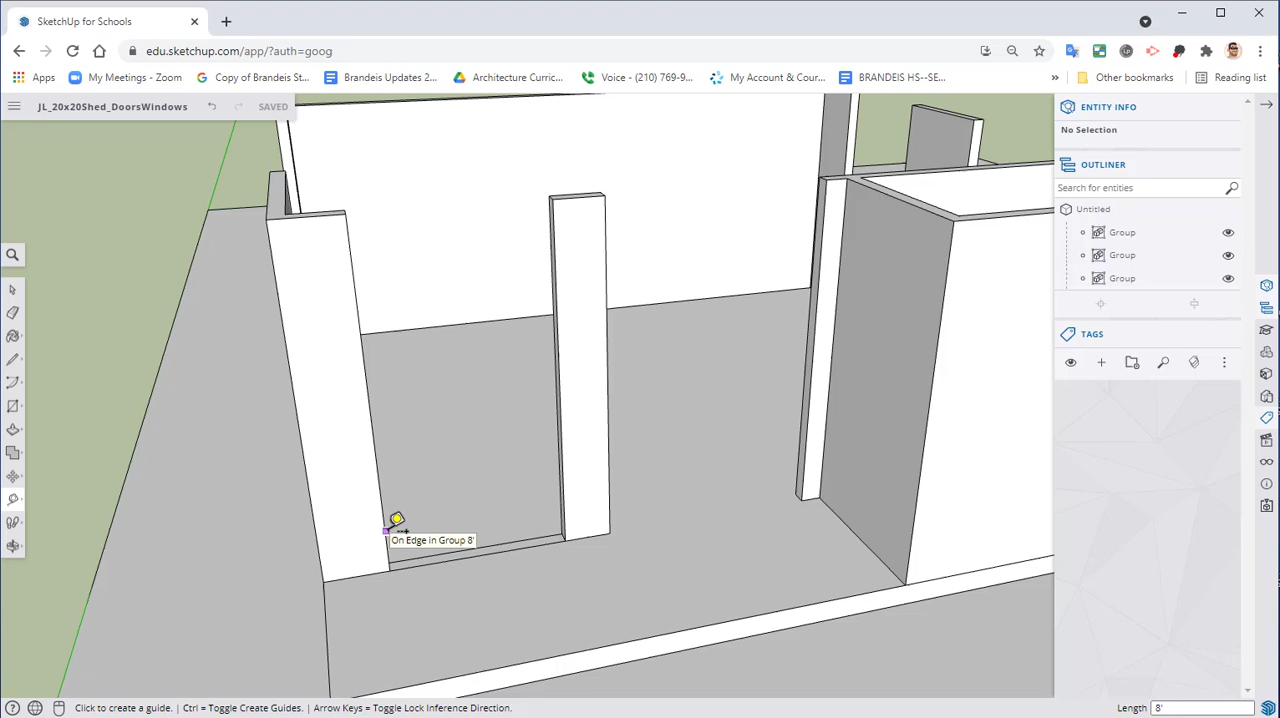 SketchUp for Schools
edu.sketchup.com/app/?auth=goog
Apps
My Meetings - Zoom
Copy of Brandeis St...
Brandeis Updates 2...
Architecture Curric...
Voice - (210) 769-9...
My Account & Cour...
BRANDEIS HS--SE...
»
Other bookmarks
Reading list
JL_20x20Shed_DoorsWindows
SAVED
ENTITY INFO
No Selection
OUTLINER
Search for entities
Untitled
Group
Group
Group
TAGS
On Edge in Group 8'
Click to create a guide. | Ctrl = Toggle Create Guides. | Arrow Keys = Toggle Lock Inference Direction.
Length 8'